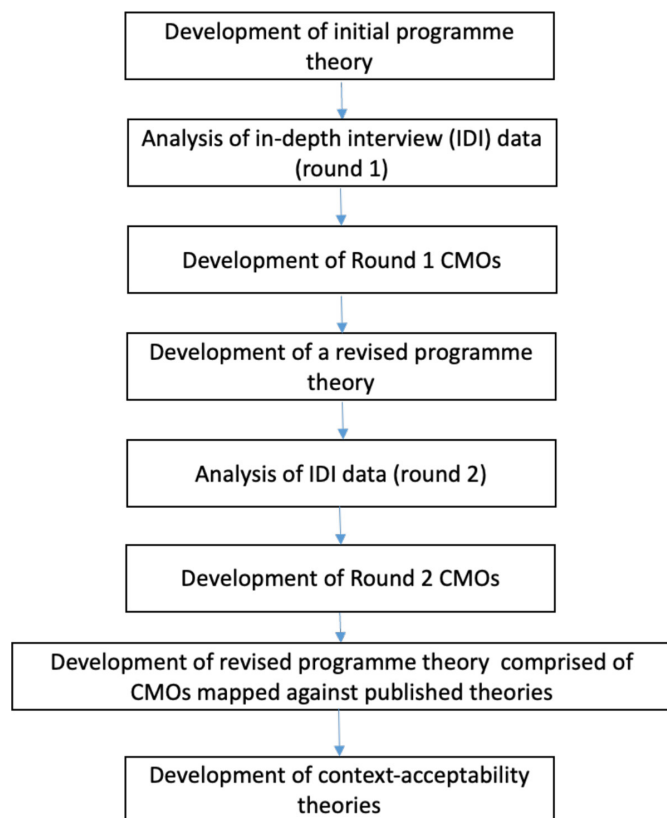 Development of initial programme
theory
Analysis of in-depth interview (IDI) data
(round 1)
Development of Round 1 CMOs
Development of a revised programme
theory
Analysis of IDI data (round 2)
Development of Round 2 CMOs
Development of revised programme theory  comprised of
CMOs mapped against published theories
Development of context-acceptability
theories